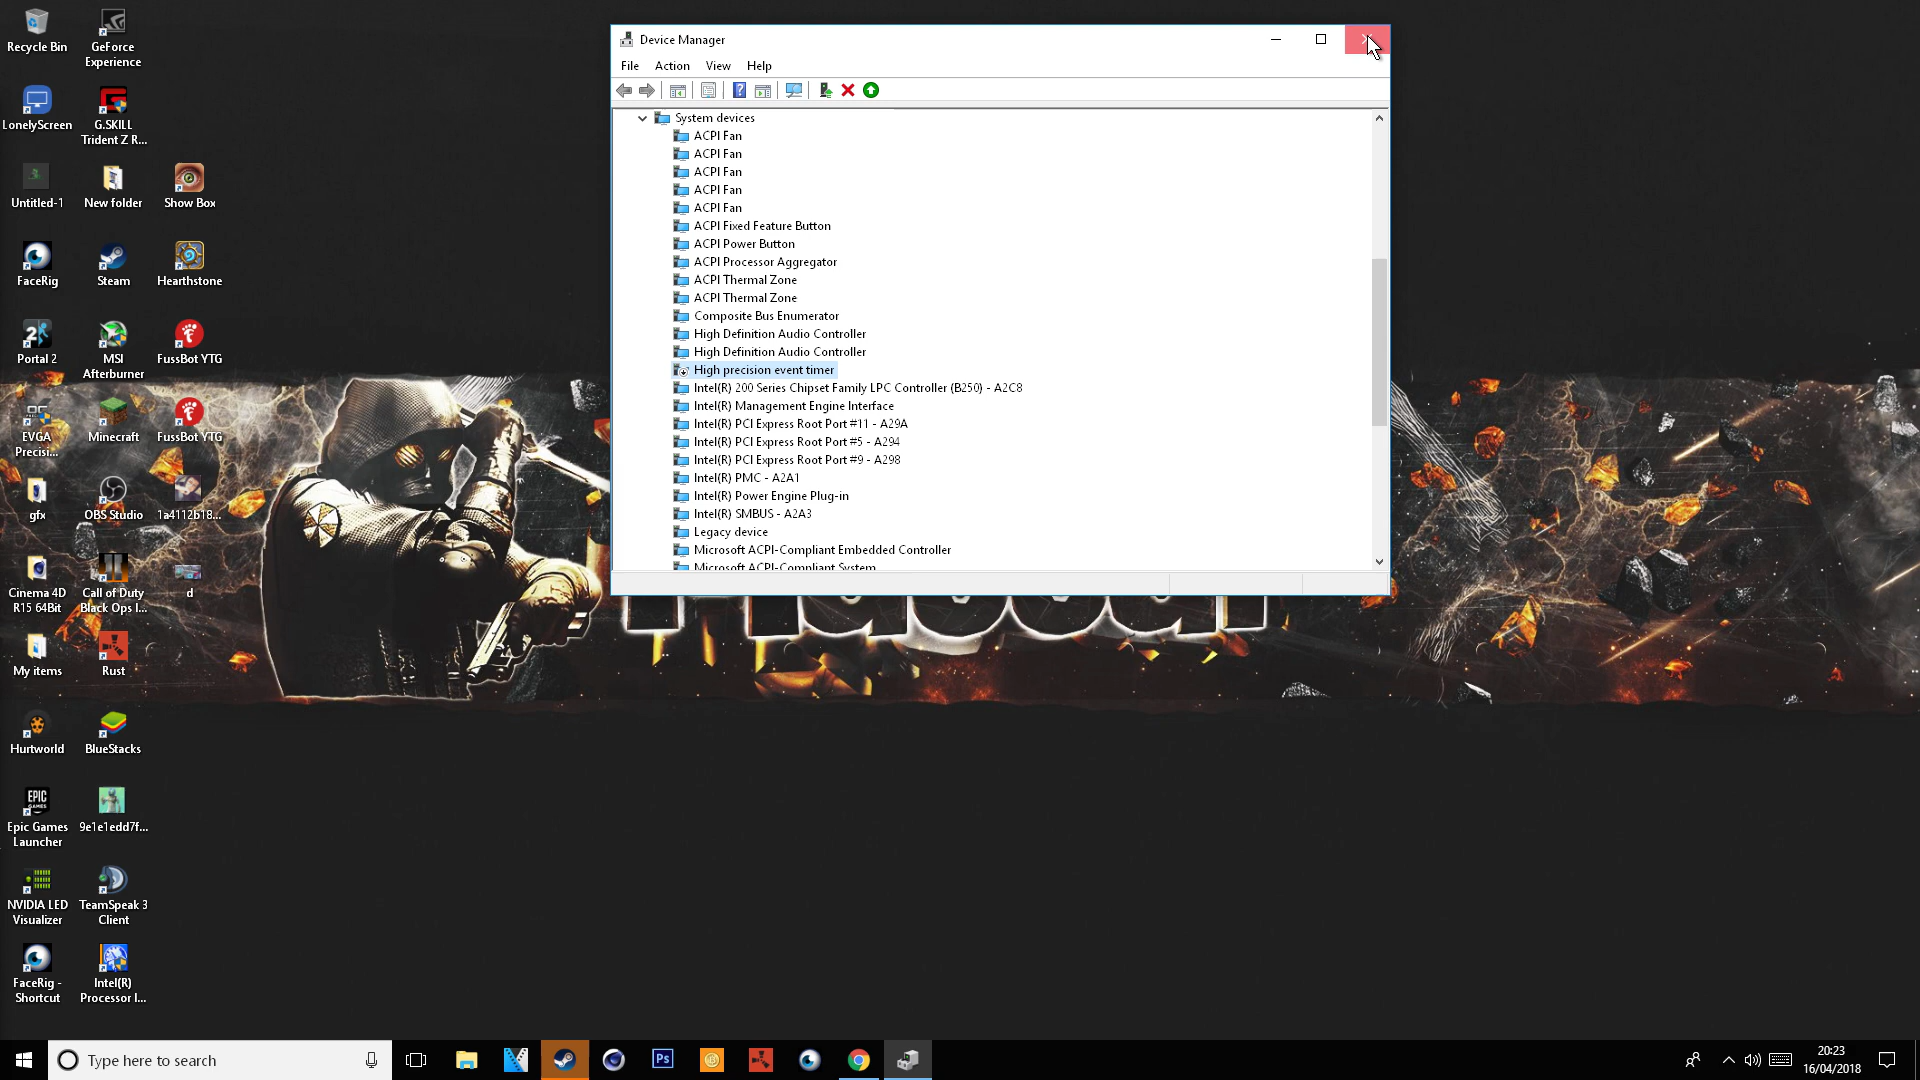 Recycle Bin
GeForce
Experience
LonelyScreen
G.SKILL
Trident Z R...
Untitled-1
New folder
Show Box
FaceRig
Steam
Hearthstone
Portal 2
MSI
Afterburner
FussBot YTG
EVGA
Precisi...
Minecraft
FussBot YTG
gfx
OBS Studio
1a4112b18...
Cinema 4D
R15 64Bit
Call of Duty
Black Ops I...
d
My items
Rust
Hurtworld
BlueStacks
EPIC
GAMES
Epic Games
Launcher
9e1e1edd7f...
NVIDIA LED
Visualizer
TeamSpeak 3
Client
FaceRig -
Shortcut
Intel(R)
Processor I...
Device Manager
File Action View Help
System devices
ACPI Fan
ACPI Fan
ACPI Fan
ACPI Fan
ACPI Fan
ACPI Fixed Feature Button
ACPI Power Button
ACPI Processor Aggregator
ACPI Thermal Zone
ACPI Thermal Zone
Composite Bus Enumerator
High Definition Audio Controller
High Definition Audio Controller
High precision event timer
Intel(R) 200 Series Chipset Family LPC Controller (B250) - A2C8
Intel(R) Management Engine Interface
Intel(R) PCI Express Root Port #11 - A29A
Intel(R) PCI Express Root Port #5 - A294
Intel(R) PCI Express Root Port #9 - A298
Intel(R) PMC - A2A1
Intel(R) Power Engine Plug-in
Intel(R) SMBUS - A2A3
Legacy device
Microsoft ACPI-Compliant Embedded Controller
Microsoft ACPI-Compliant System
Type here to search
Ps
20:23
16/04/2018